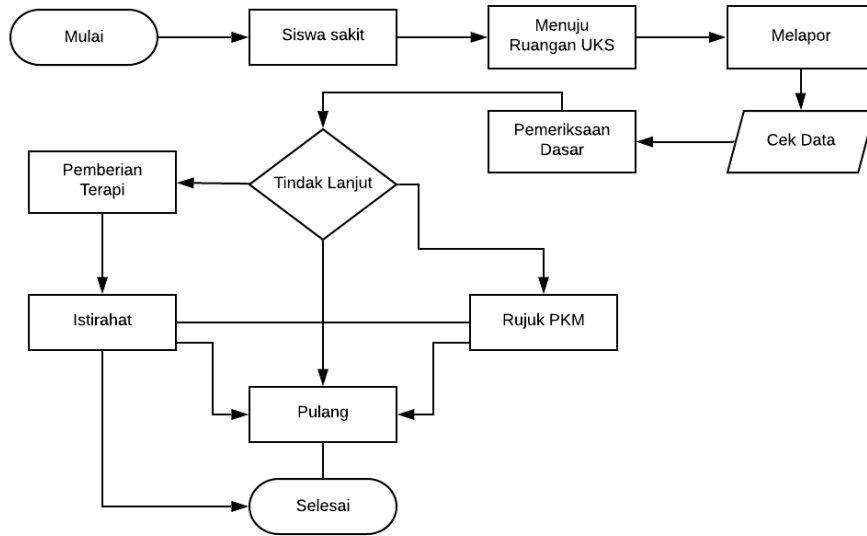 Mulai
Siswa sakit
Menuju
Ruangan UKS
Melapor
Cek Data
Pemeriksaan
Dasar
Tindak Lanjut
Pemberian
Terapi
Istirahat
Rujuk PKM
Pulang
Selesai